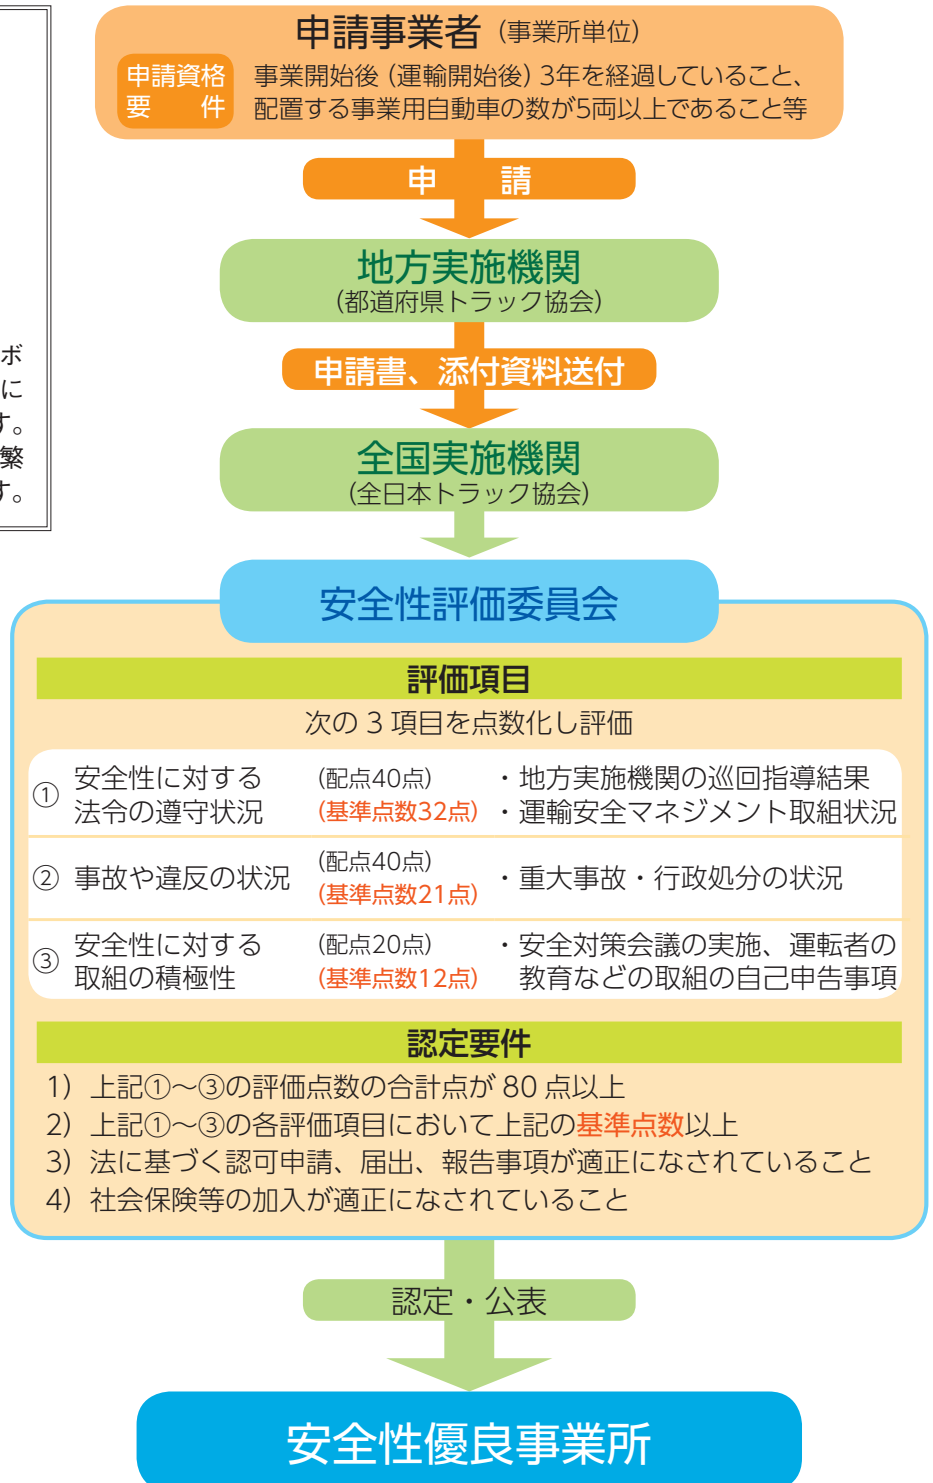 申請事業者（事業所単位）
申請資格
要　件
事業開始後（運輸開始後）3年を経過していること、
配置する事業用自動車の数が5両以上であること等
申　請
地方実施機関
（都道府県トラック協会）
ボ
に
す。
繁
す。
申請書、添付資料送付
全国実施機関
（全日本トラック協会）
安全性評価委員会
評価項目
次の3項目を点数化し評価
①
安全性に対する
法令の遵守状況
（配点40点）
（基準点数32点）
・地方実施機関の巡回指導結果
・運輸安全マネジメント取組状況
②
事故や違反の状況
（配点40点）
（基準点数21点）
・重大事故・行政処分の状況
③
安全性に対する
取組の積極性
（配点20点）
（基準点数12点）
・安全対策会議の実施、運転者の
教育などの取組の自己申告事項
認定要件
1）上記①〜③の評価点数の合計点が80点以上
2）上記①〜③の各評価項目において上記の基準点数以上
3）法に基づく認可申請、届出、報告事項が適正になされていること
4）社会保険等の加入が適正になされていること
認定・公表
安全性優良事業所